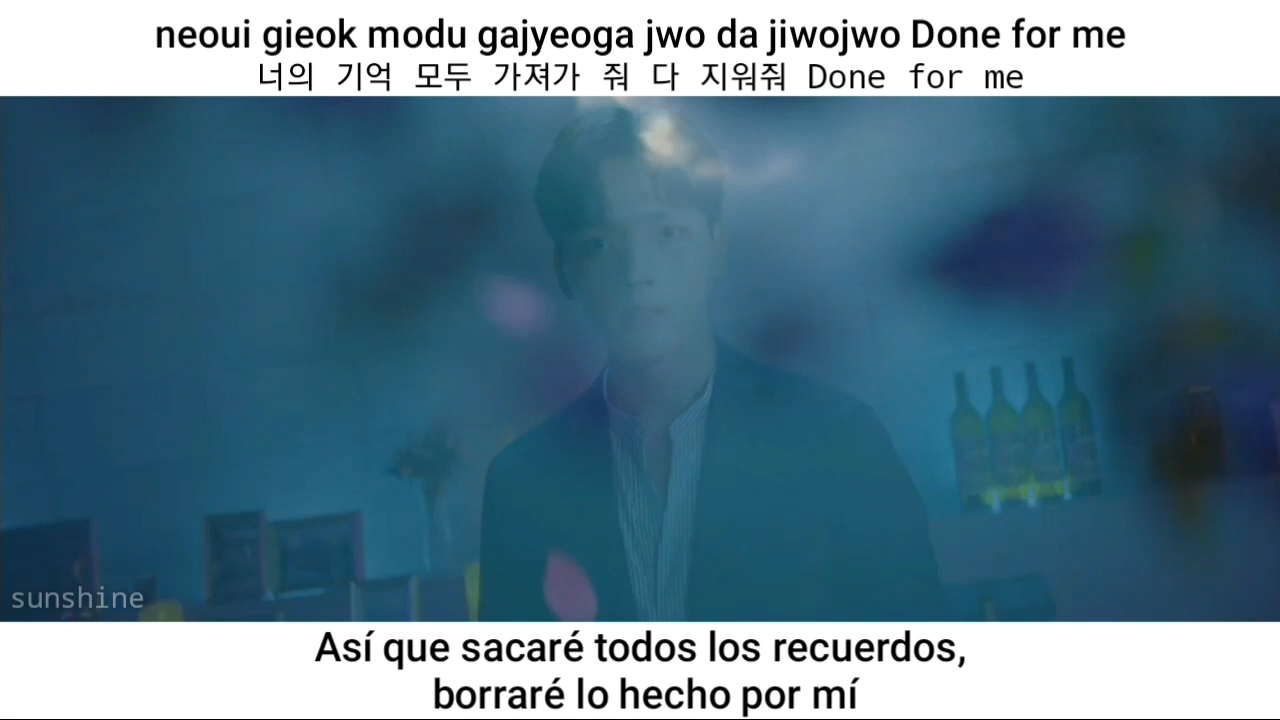 neoui gieok modu gajyeoga jwo da jiwojwo Done for me
너의 기억 모두 가져가 줘 다 지워줘 Done for me
sunshine
Así que sacaré todos los recuerdos,
borraré lo hecho por mí